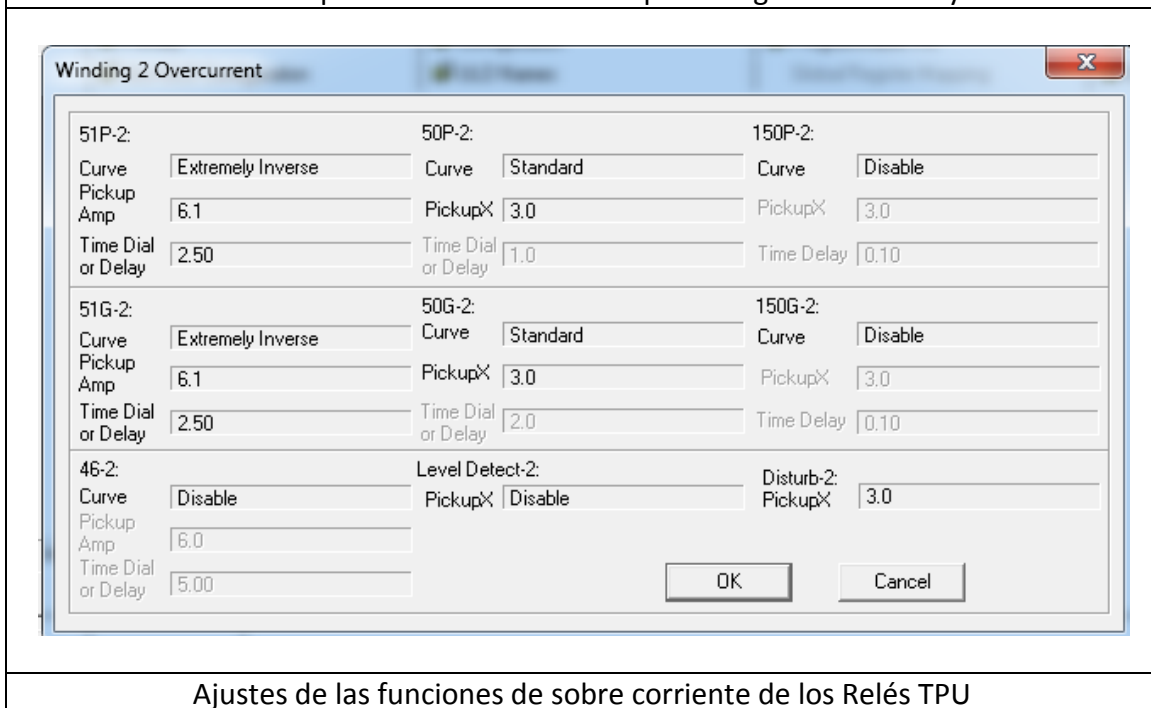 Winding 2 Overcurrent
51P-2:
50P-2:
150P-2:
Curve Extremely Inverse
Curve Standard
Curve Disable
Pickup
Amp 6.1
PickupX 3.0
PickupX 3.0
Time Dial
or Delay 2.50
Time Dial
or Delay 1.0
Time Delay 0.10
51G-2:
50G-2:
150G-2:
Curve Extremely Inverse
Curve Standard
Curve Disable
Pickup
Amp 6.1
PickupX 3.0
PickupX 3.0
Time Dial
or Delay 2.50
Time Dial
or Delay 2.0
Time Delay 0.10
46-2:
Level Detect-2:
Disturb-2:
Curve Disable
PickupX Disable
PickupX 3.0
Pickup
Amp 6.0
Time Dial
or Delay 5.00
OK
Cancel
Ajustes de las funciones de sobre corriente de los Relés TPU